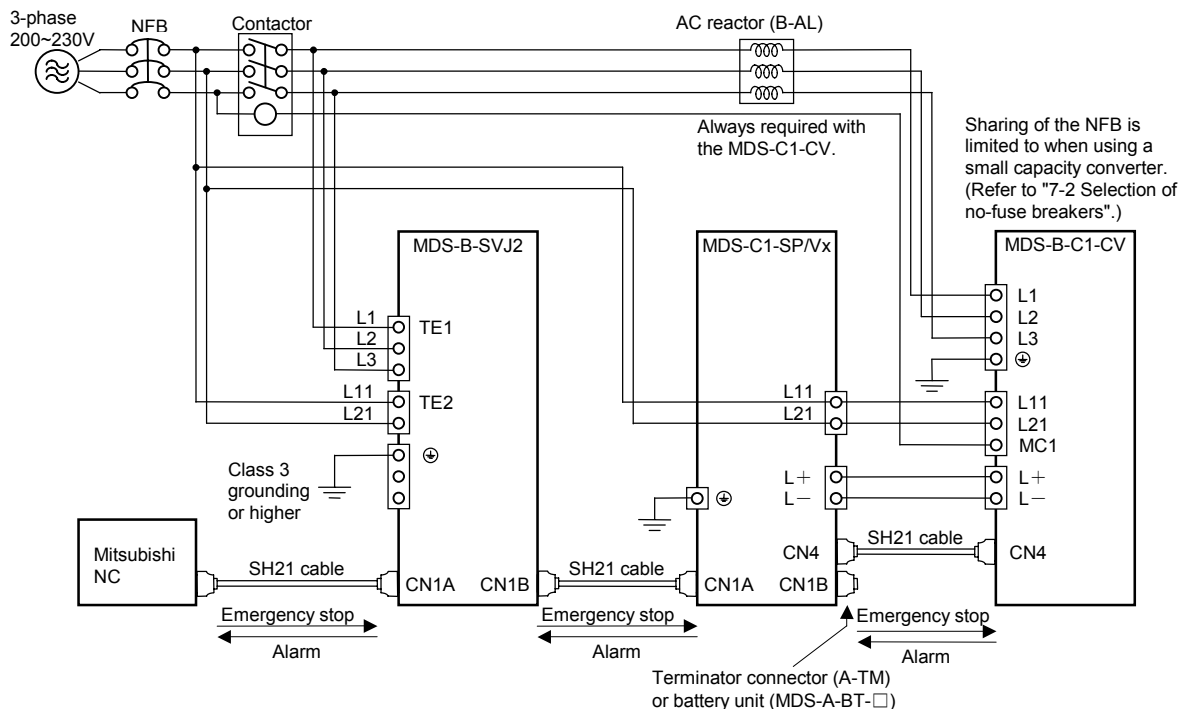 3-phase
200~230V
NFB
Contactor
AC reactor (B-AL)
Always required with
the MDS-C1-CV.
Sharing of the NFB is
limited to when using a
small capacity converter.
(Refer to "7-2 Selection of
no-fuse breakers".)
MDS-B-SVJ2
MDS-C1-SP/Vx
MDS-B-C1-CV
L1
TE1
L2
L3
L1
L2
L3
L11
TE2
L21
L11
L21
L11
L21
MC1
Class 3
grounding
or higher
L+
L−
L+
L−
Mitsubishi
NC
SH21 cable
CN1A
CN1B
SH21 cable
CN1A
CN4
CN1B
SH21 cable
CN4
Emergency stop
Alarm
Emergency stop
Alarm
Emergency stop
Alarm
Terminator connector (A-TM)
or battery unit (MDS-A-BT-□)